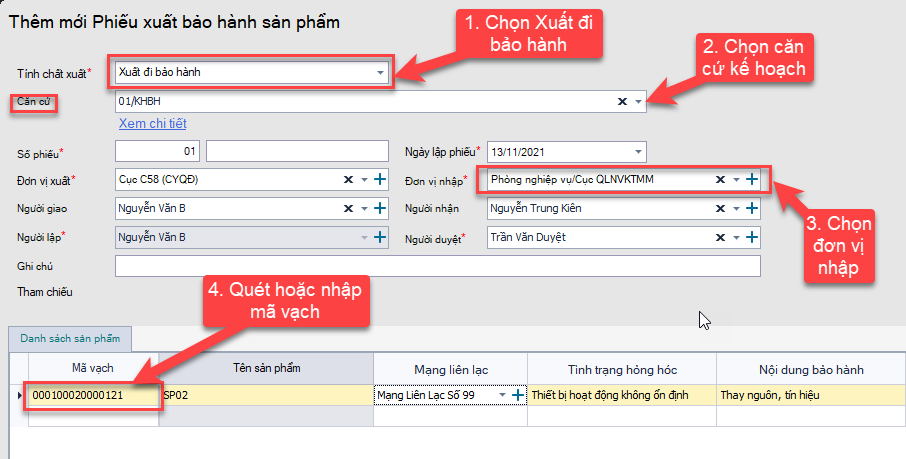 Thêm mới Phiếu xuất bảo hành sản phẩm
1. Chọn Xuất đi
bảo hành
2. Chọn căn
cứ kế hoạch
Tính chất xuất* Xuất đi bảo hành
Căn cứ 01/KHBH
Xem chi tiết
Số phiếu* 01 Ngày lập phiếu* 13/11/2021
Đơn vị xuất* Cục C58 (CYQĐ) Đơn vị nhập* Phòng nghiệp vụ/Cục QLNVKTMM
Người giao Nguyễn Văn B Người nhận Nguyễn Trung Kiên
Người lập* Nguyễn Văn B Người duyệt* Trần Văn Duyệt
3. Chọn
đơn vị
nhập
Ghi chú
Tham chiếu
4. Quét hoặc nhập
mã vạch
Danh sách sản phẩm
Mã vạch Tên sản phẩm Mạng liên lạc Tình trạng hỏng hóc Nội dung bảo hành
000100020000121 SP02 Mạng Liên Lạc Số 99 Thiết bị hoạt động không ổn định Thay nguồn, tín hiệu